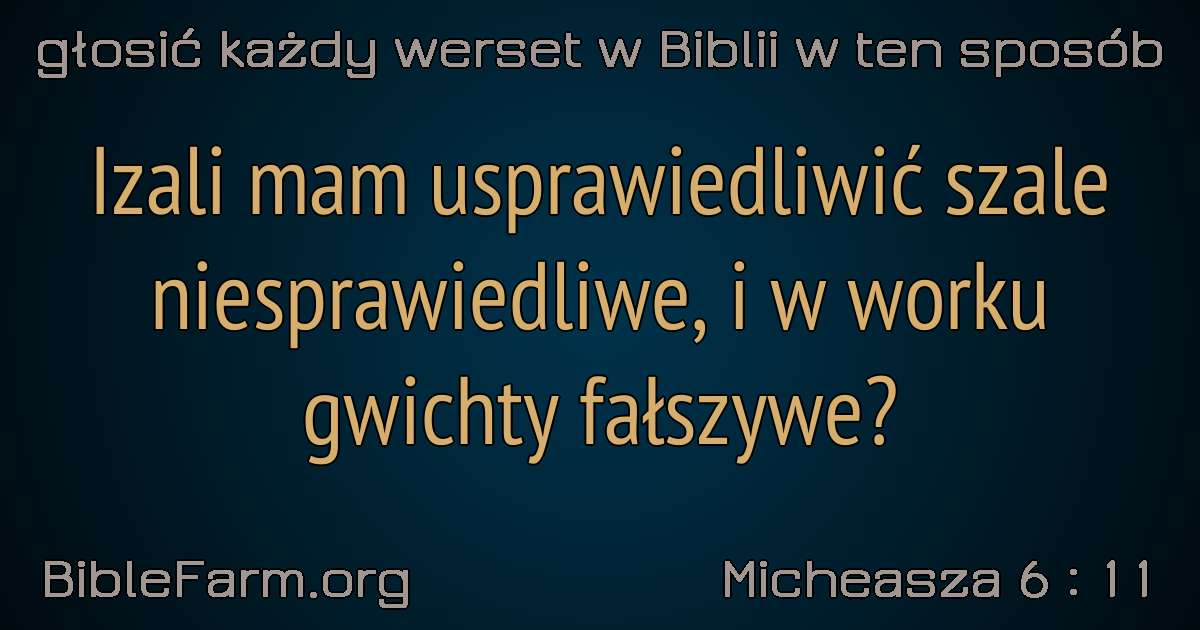 głosić każdy werset w Biblii w ten sposób
Izali mam usprawiedliwić szale
niesprawiedliwe, i w worku
gwichty fałszywe?
BibleFarm.org
Micheasza 6 : 11